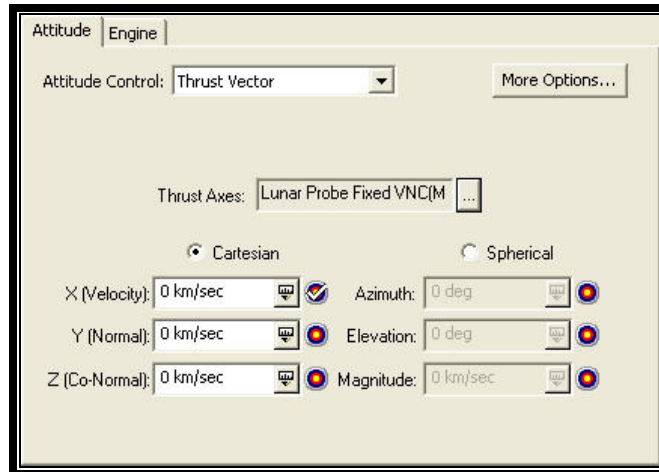 Attitude Engine
Attitude Control: Thrust Vector More Options...
Thrust Axes: Lunar Probe Fixed VNC(M ...
Cartesian Spherical
X (Velocity): 0 km/sec Azimuth: 0 deg
Y (Normal): 0 km/sec Elevation: 0 deg
Z (Co-Normal): 0 km/sec Magnitude: 0 km/sec